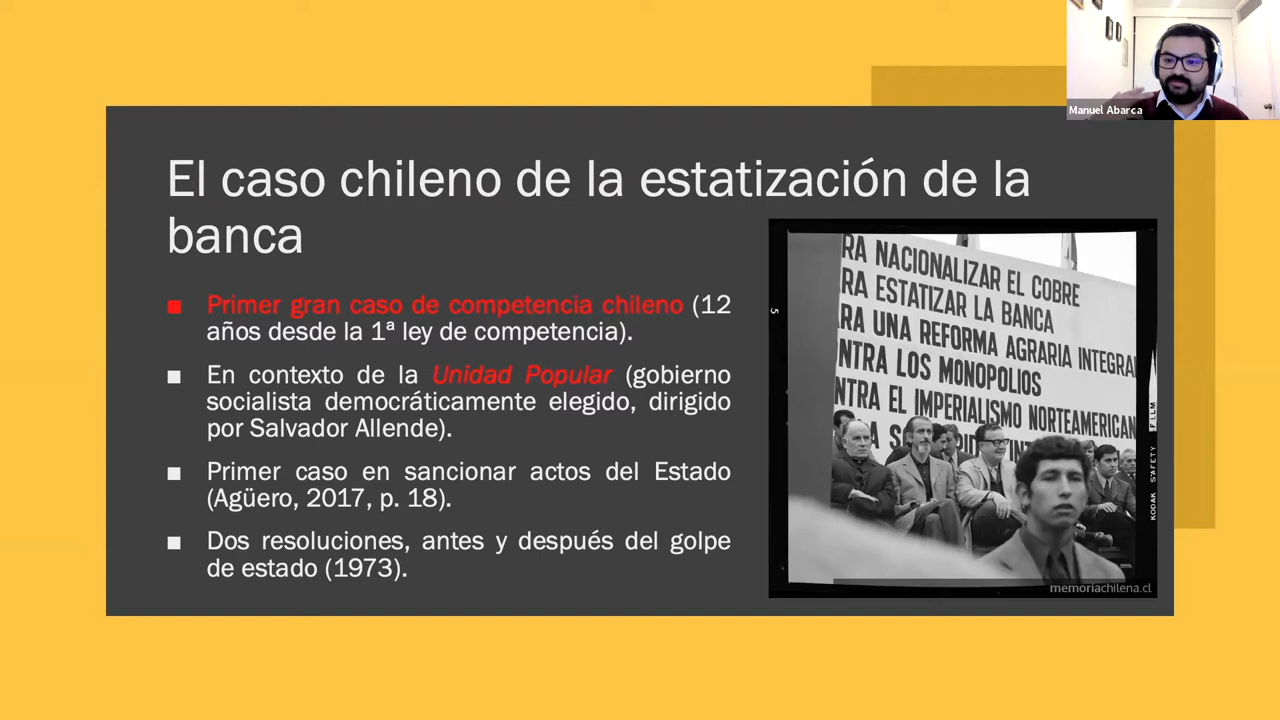 Manuel Abarca
El caso chileno de la estatización de la
banca
■ Primer gran caso de competencia chileno (12
años desde la 1ª ley de competencia).
■ En contexto de la Unidad Popular (gobierno
socialista democráticamente elegido, dirigido
por Salvador Allende).
■ Primer caso en sancionar actos del Estado
(Agüero, 2017, p. 18).
■ Dos resoluciones, antes y después del golpe
de estado (1973).
RA NACIONALIZAR EL COBRE
RA ESTATIZAR LA BANCA
RA UNA REFORMA AGRARIA INTEGRA
NTRA LOS MONOPOLIOS
NTRA EL IMPERIALISMO NORTEAMERICAN
5
KODAK SAFETY FILM
memoriachilena.cl